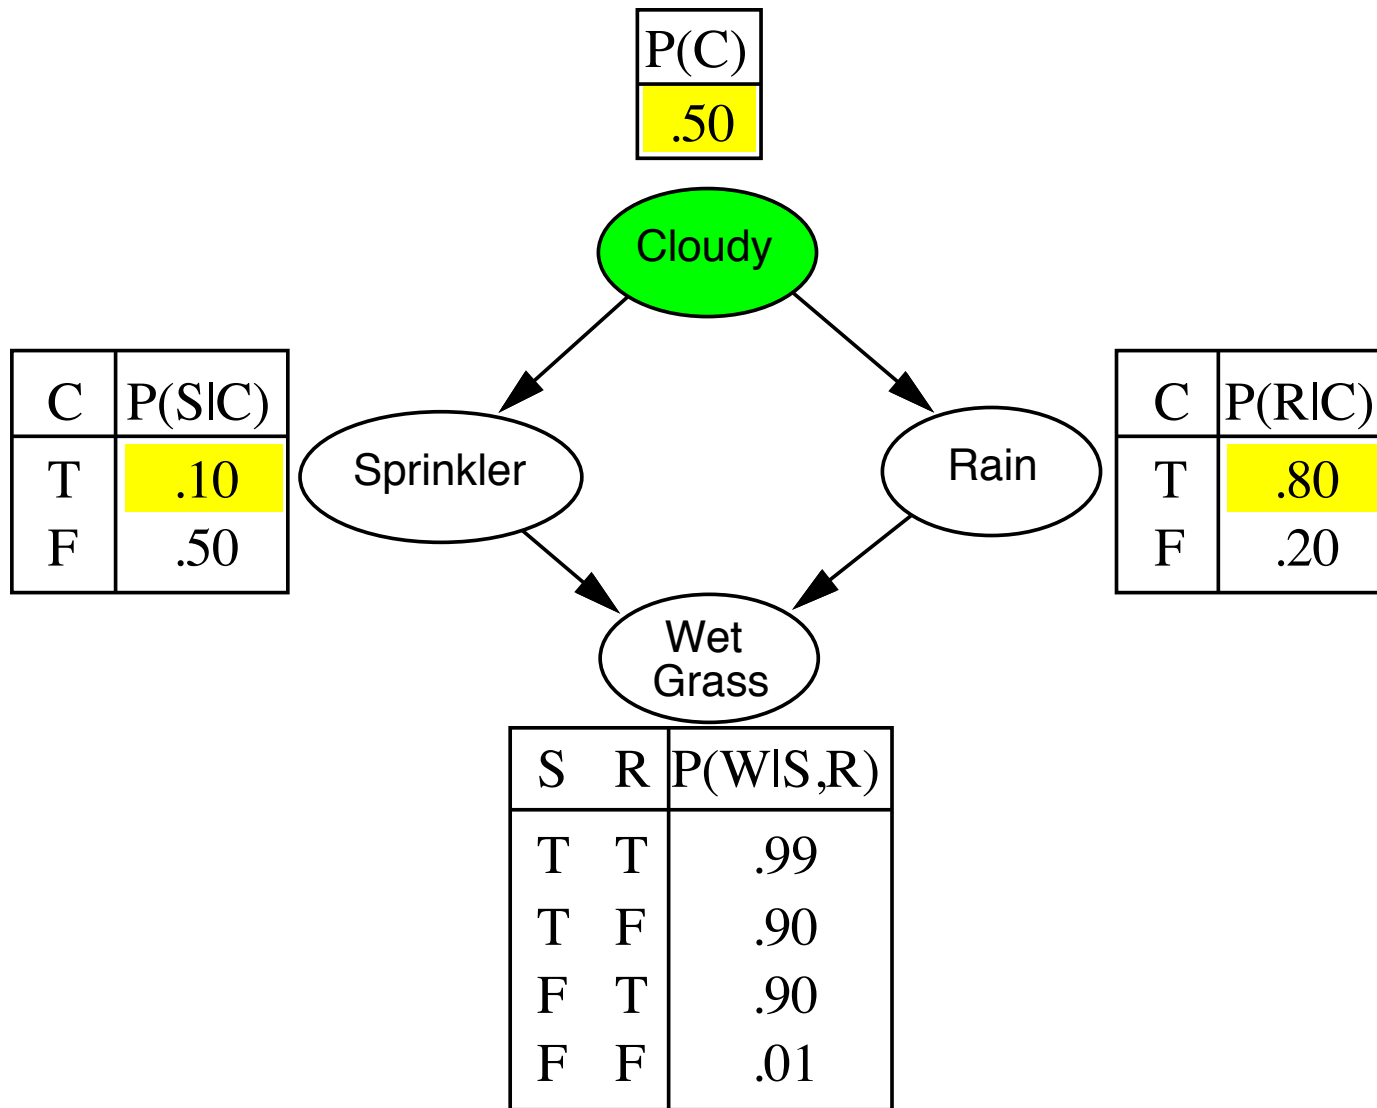 P(C)
.50
Cloudy
C P(S|C)
T .10
F .50
Sprinkler
Rain
C P(R|C)
T .80
F .20
Wet
Grass
S R P(W|S,R)
T T .99
T F .90
F T .90
F F .01